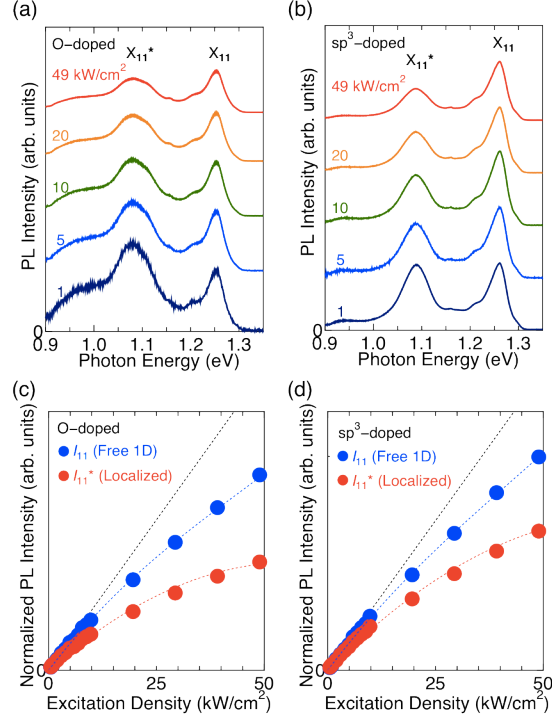 (a)
O-doped
X11*
X11
49 kW/cm²
20
10
5
1
PL Intensity (arb. units)
0
0.9 1.0 1.1 1.2 1.3
Photon Energy (eV)
(b)
sp³-doped
X11*
X11
49 kW/cm²
20
10
5
1
PL Intensity (arb. units)
0
0.9 1.0 1.1 1.2 1.3
Photon Energy (eV)
(c)
O-doped
I11 (Free 1D)
I11* (Localized)
Normalized PL Intensity (arb. units)
0
0 25 50
Excitation Density (kW/cm²)
(d)
sp³-doped
I11 (Free 1D)
I11* (Localized)
Normalized PL Intensity (arb. units)
0
0 25 50
Excitation Density (kW/cm²)